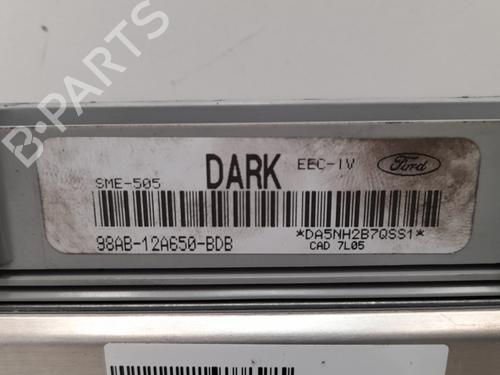 B-PARTS
DARK EEC-IV Ford
SME-505
98AB-12A650-BDB *DA5NH2B7QSS1*
CAD 7L05